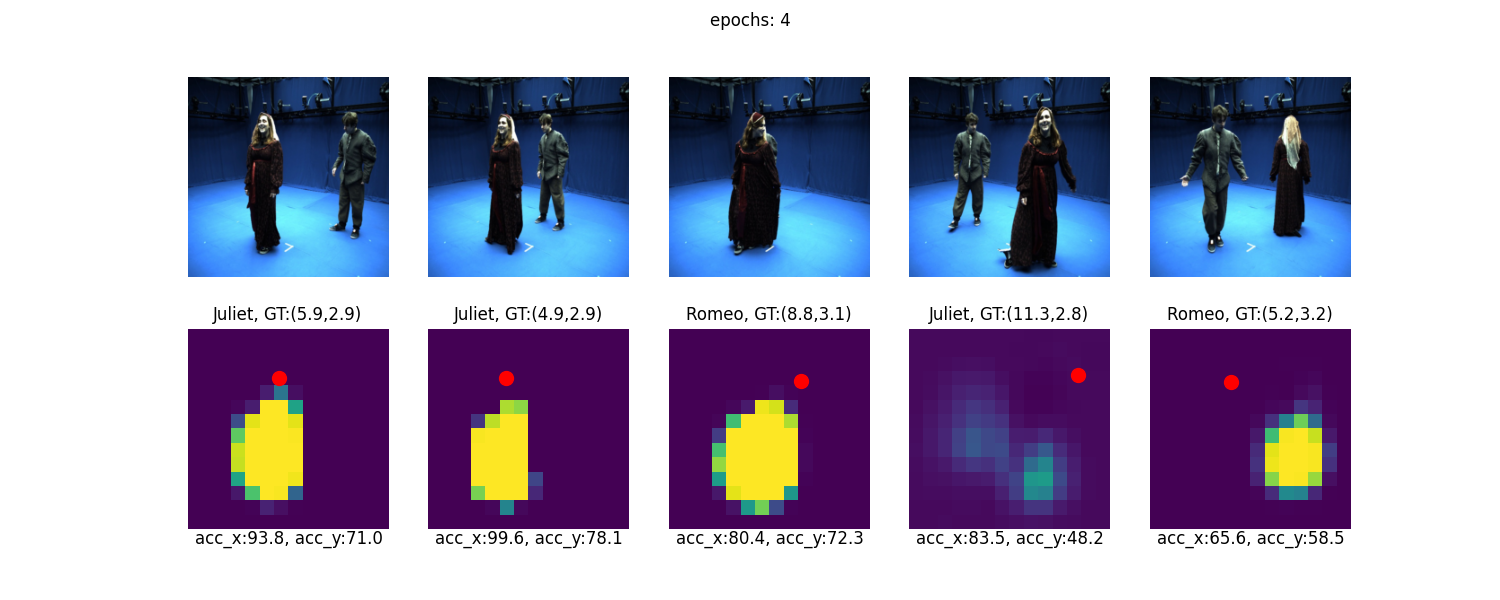 epochs: 4
Juliet, GT:(5.9,2.9)
Juliet, GT:(4.9,2.9)
Romeo, GT:(8.8,3.1)
Juliet, GT:(11.3,2.8)
Romeo, GT:(5.2,3.2)
acc_x:93.8, acc_y:71.0
acc_x:99.6, acc_y:78.1
acc_x:80.4, acc_y:72.3
acc_x:83.5, acc_y:48.2
acc_x:65.6, acc_y:58.5